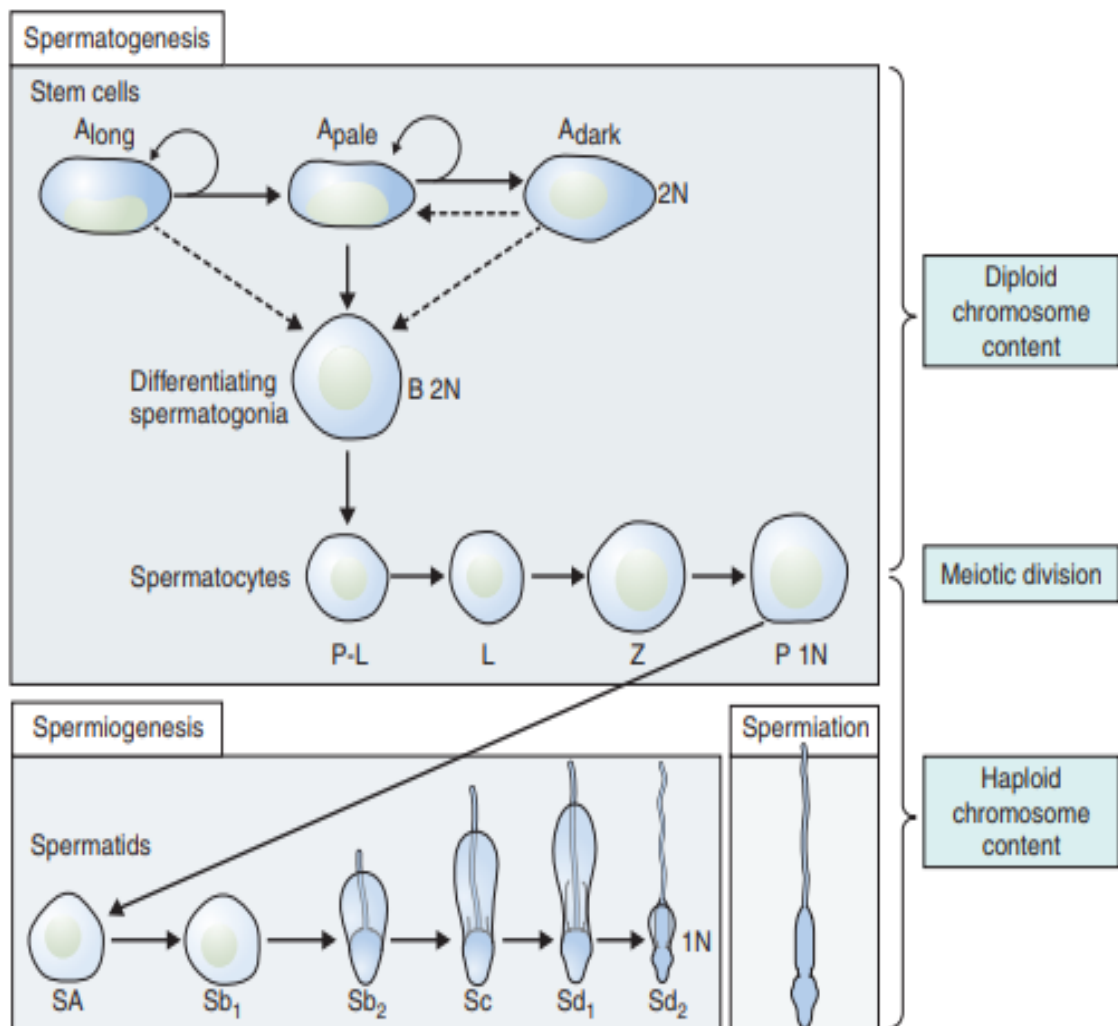 Spermatogenesis
Stem cells
Along
Apale
Adark
2N
Differentiating
spermatogonia
B 2N
Spermatocytes
P-L
L
Z
P 1N
Diploid
chromosome
content
Meiotic division
Spermiogenesis
Spermiation
Spermatids
1N
SA
Sb1
Sb2
Sc
Sd1
Sd2
Haploid
chromosome
content